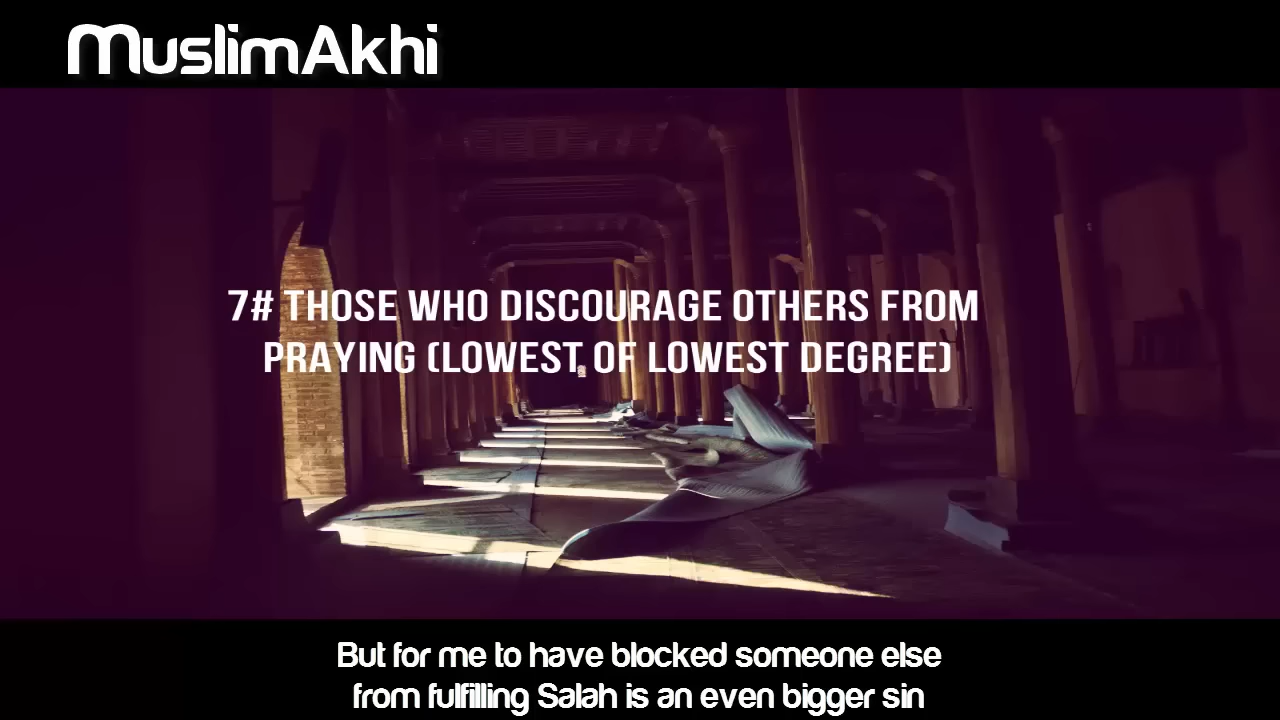 MuslimAkhi
7# THOSE WHO DISCOURAGE OTHERS FROM
PRAYING (LOWEST OF LOWEST DEGREE)
But for me to have blocked someone else
from fulfilling Salah is an even bigger sin